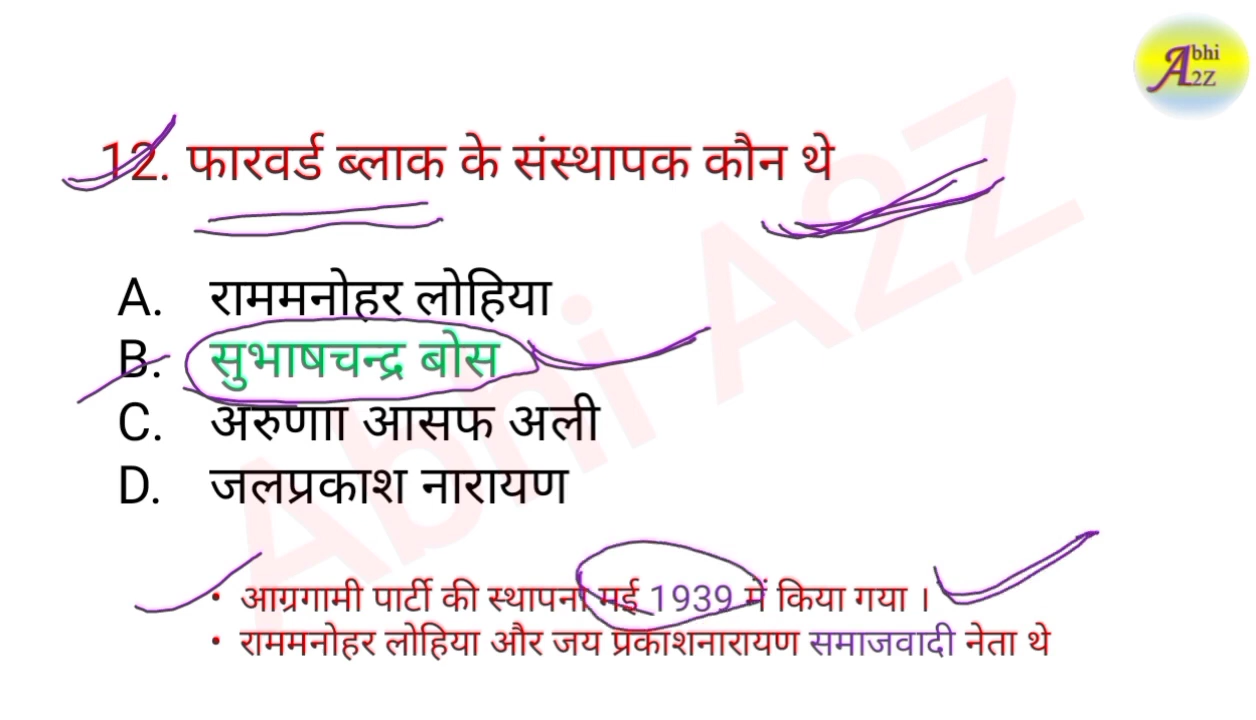 Abhi
A2Z
12. फारवर्ड ब्लाक के संस्थापक कौन थे
A. राममनोहर लोहिया
B. सुभाषचन्द्र बोस
C. अरुणाा आसफ अली
D. जलप्रकाश नारायण
• आग्रगामी पार्टी की स्थापना मई 1939 में किया गया ।
• राममनोहर लोहिया और जय प्रकाशनारायण समाजवादी नेता थे
Abhi A2Z